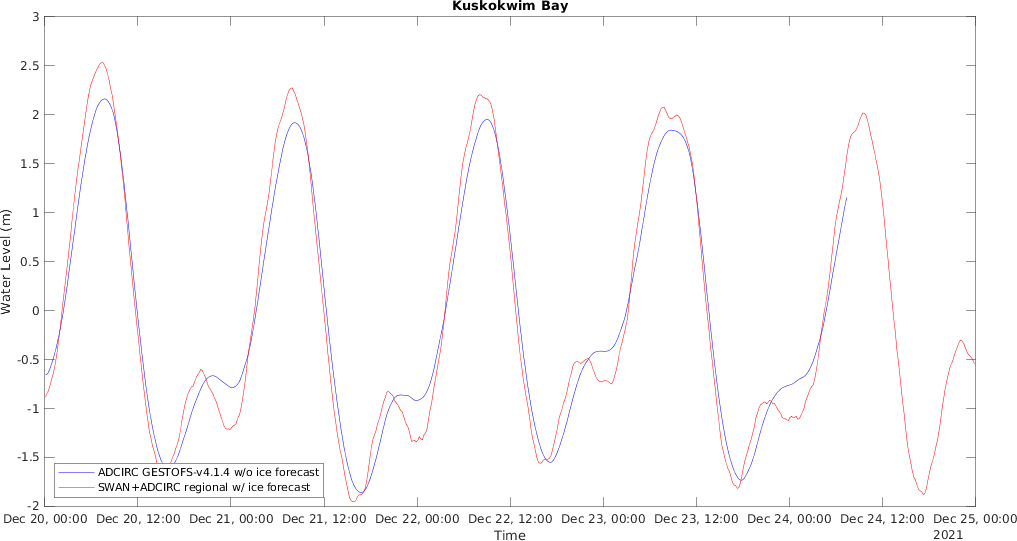 Kuskokwim Bay
3
2.5
2
1.5
1
0.5
0
-0.5
-1
-1.5
-2
Water Level (m)
ADCIRC GESTOFS-v4.1.4 w/o ice forecast
SWAN+ADCIRC regional w/ ice forecast
Dec 20, 00:00 Dec 20, 12:00 Dec 21, 00:00 Dec 21, 12:00 Dec 22, 00:00 Dec 22, 12:00 Dec 23, 00:00 Dec 23, 12:00 Dec 24, 00:00 Dec 24, 12:00 Dec 25, 00:00
Time
2021